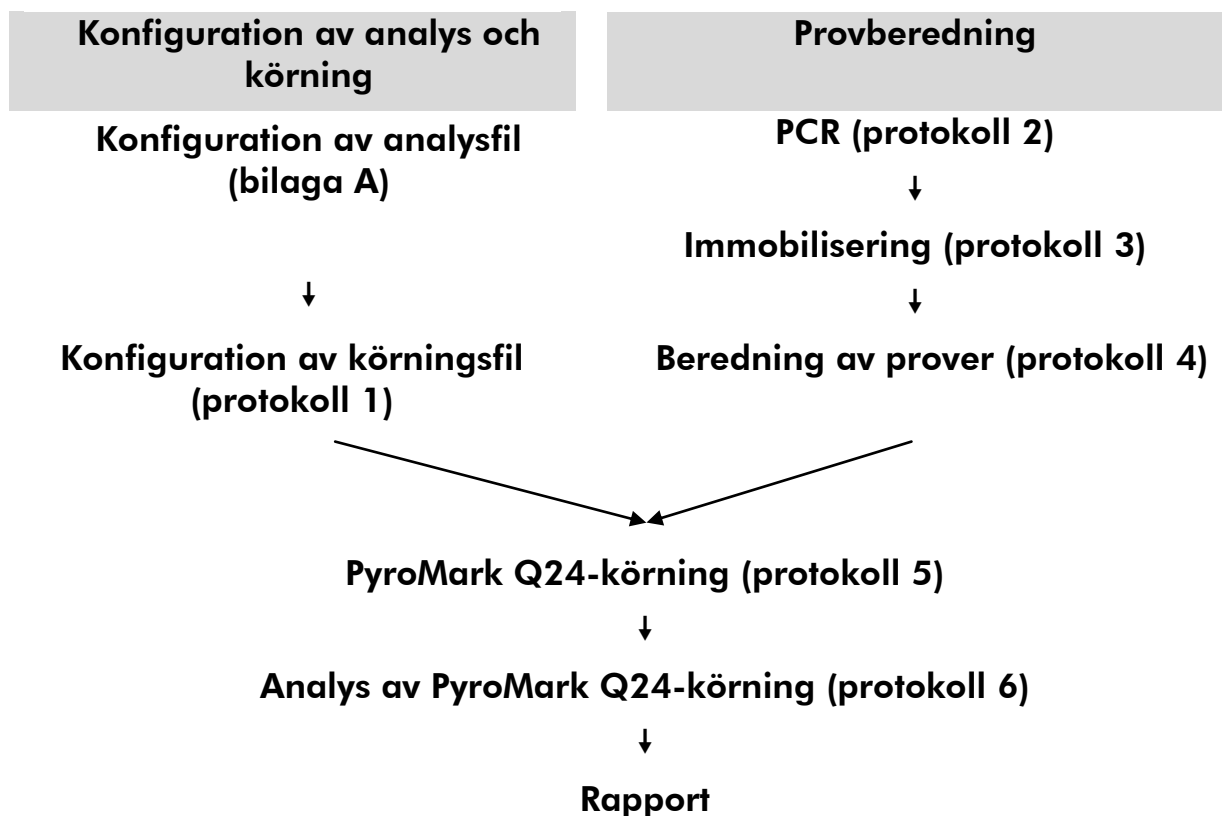 Konfiguration av analys och
körning
Konfiguration av analysfil
(bilaga A)
Konfiguration av körningsfil
(protokoll 1)
Provberedning
PCR (protokoll 2)
Immobilisering (protokoll 3)
Beredning av prover (protokoll 4)
PyroMark Q24-körning (protokoll 5)
Analys av PyroMark Q24-körning (protokoll 6)
Rapport